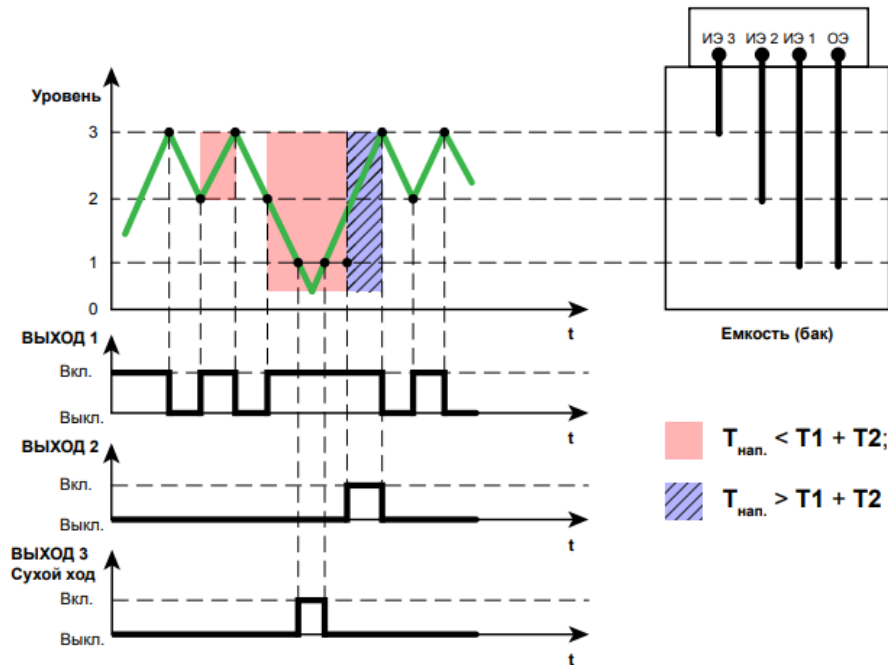 ИЭ 3 ИЭ 2 ИЭ 1 ОЭ
Уровень
3
2
1
0
t
Емкость (бак)
ВЫХОД 1
Вкл.
Выкл.
t
ВЫХОД 2
Вкл.
Выкл.
t
ВЫХОД 3
Сухой ход
Вкл.
Выкл.
t
Tнап. < T1 + T2;
Tнап. > T1 + T2